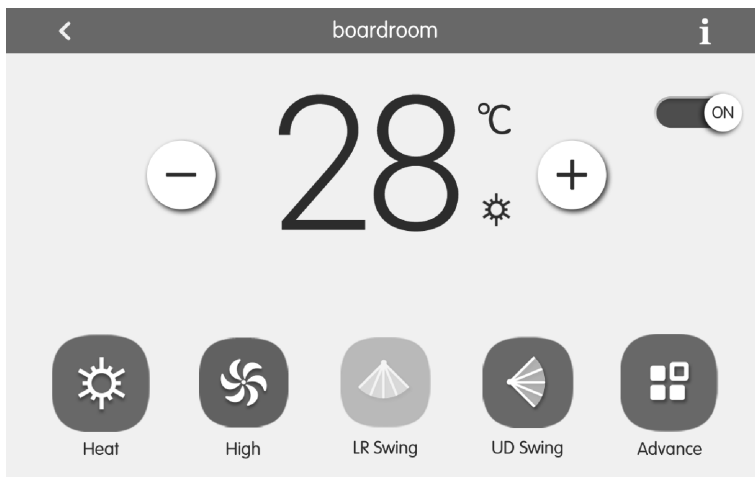 boardroom
i
28 °C
ON
Heat
High
LR Swing
UD Swing
Advance